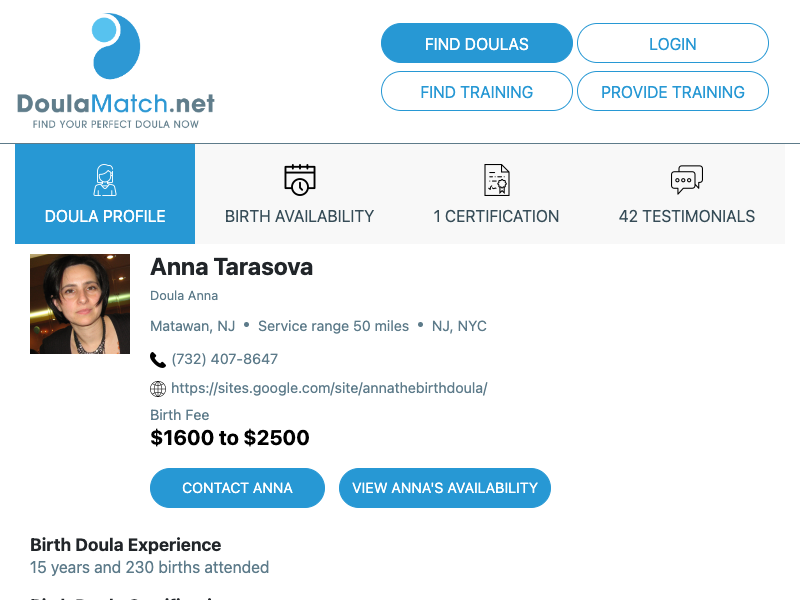 DoulaMatch.net
FIND YOUR PERFECT DOULA NOW
FIND DOULAS
LOGIN
FIND TRAINING
PROVIDE TRAINING
DOULA PROFILE
BIRTH AVAILABILITY
1 CERTIFICATION
42 TESTIMONIALS
Anna Tarasova
Doula Anna
Matawan, NJ • Service range 50 miles • NJ, NYC
(732) 407-8647
https://sites.google.com/site/annathebirthdoula/
Birth Fee
$1600 to $2500
CONTACT ANNA
VIEW ANNA'S AVAILABILITY
Birth Doula Experience
15 years and 230 births attended